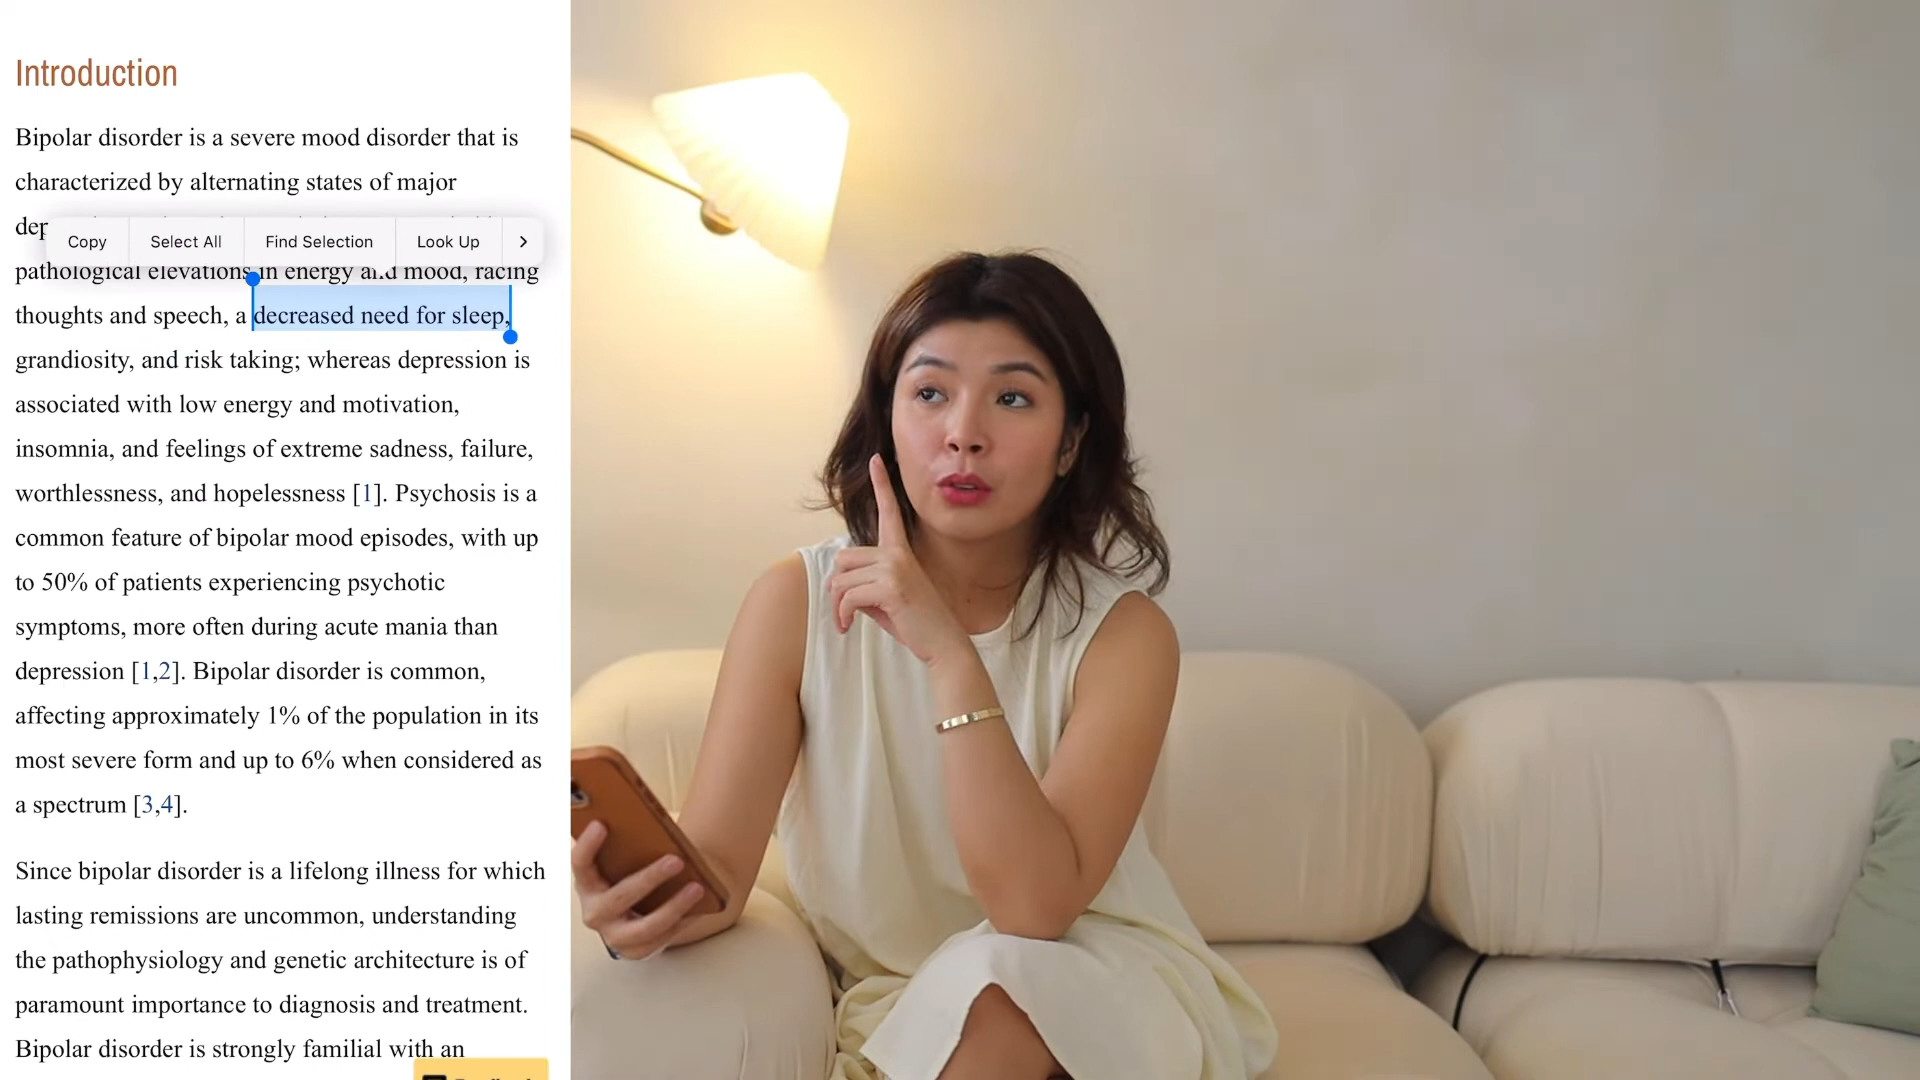 Introduction
Bipolar disorder is a severe mood disorder that is
characterized by alternating states of major
dep
Copy
Select All
Find Selection
Look Up
pathological elevations in energy and mood, racing
thoughts and speech, a decreased need for sleep,
grandiosity, and risk taking; whereas depression is
associated with low energy and motivation,
insomnia, and feelings of extreme sadness, failure,
worthlessness, and hopelessness [1]. Psychosis is a
common feature of bipolar mood episodes, with up
to 50% of patients experiencing psychotic
symptoms, more often during acute mania than
depression [1,2]. Bipolar disorder is common,
affecting approximately 1% of the population in its
most severe form and up to 6% when considered as
a spectrum [3,4].
Since bipolar disorder is a lifelong illness for which
lasting remissions are uncommon, understanding
the pathophysiology and genetic architecture is of
paramount importance to diagnosis and treatment.
Bipolar disorder is strongly familial with an